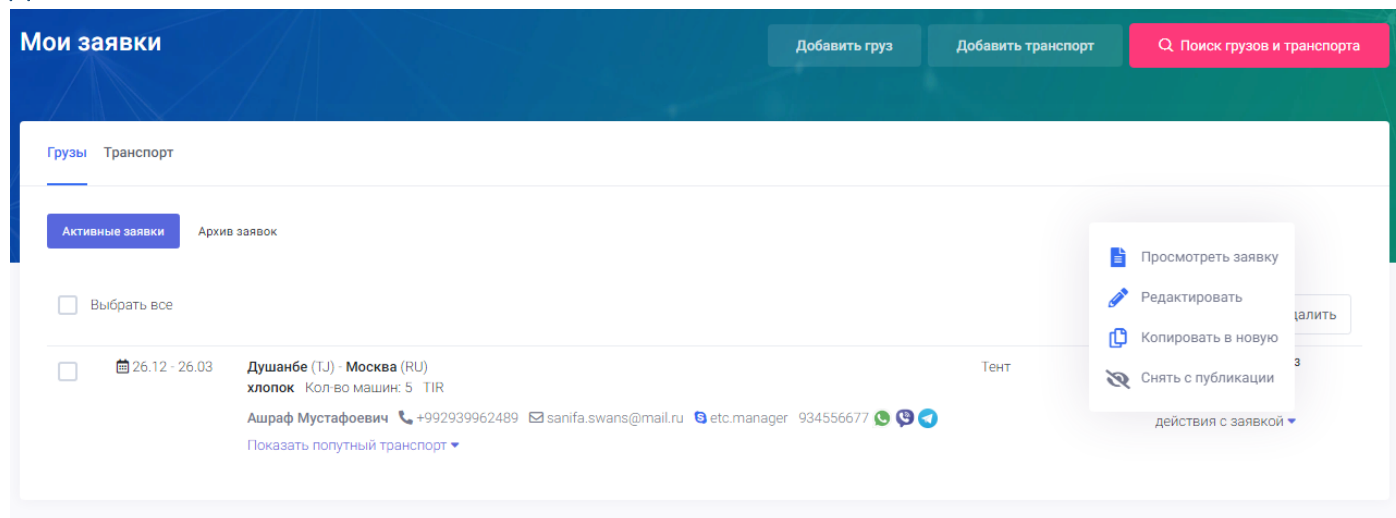 Мои заявки
Добавить груз
Добавить транспорт
Поиск грузов и транспорта
Грузы Транспорт
Активные заявки Архив заявок
Просмотреть заявку
Редактировать
Копировать в новую
Снять с публикации
Выбрать все
26.12 - 26.03
Душанбе (TJ) - Москва (RU)
Тент
хлопок Кол-во машин: 5 TIR
Ашраф Мустафоевич +992939962489 sanifa.swans@mail.ru etc.manager 934556677
действия с заявкой
Показать попутный транспорт